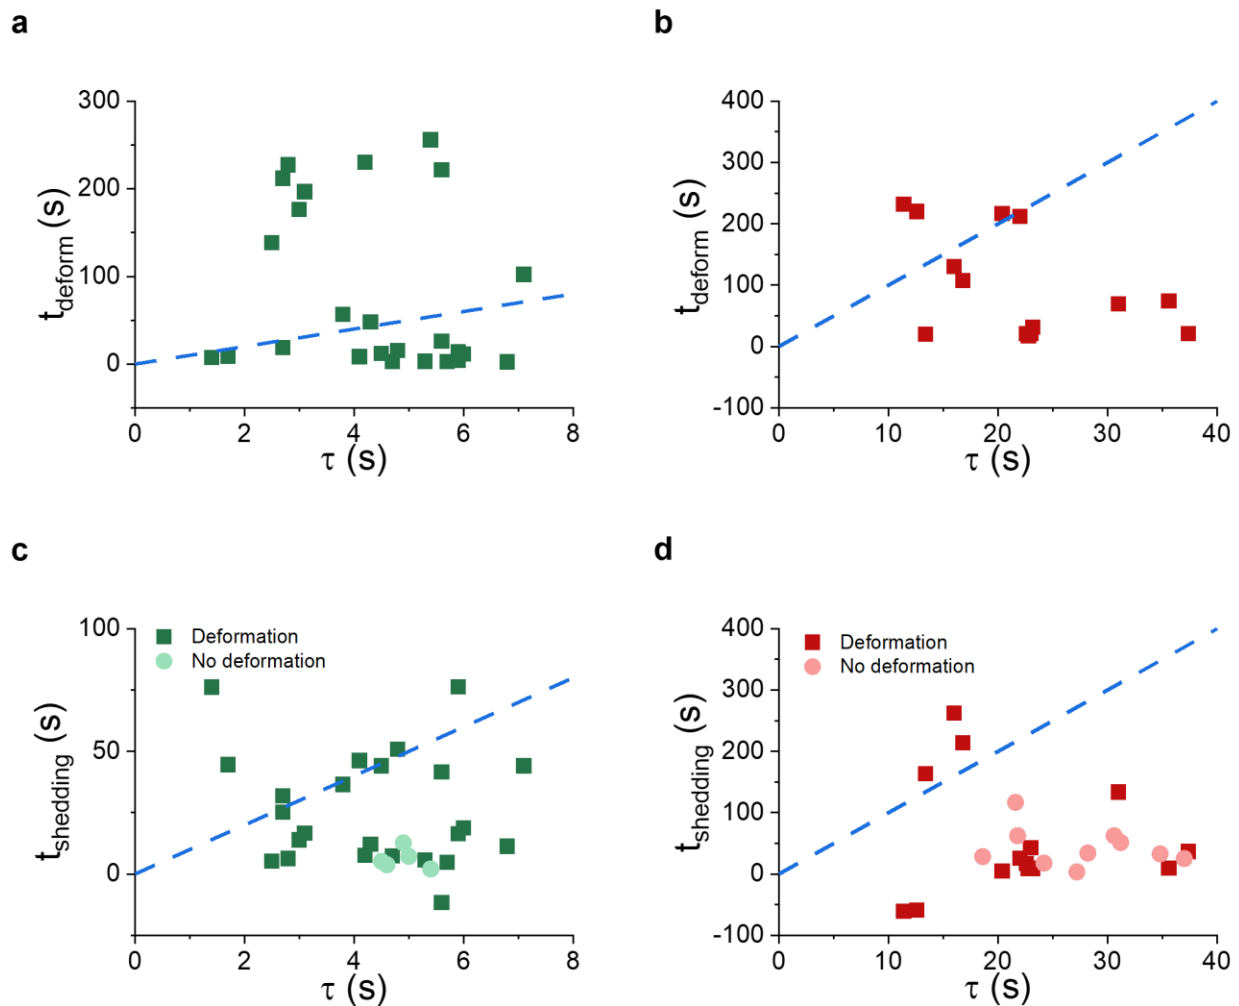 a
300
200
100
0
t_deform (s)
0 2 4 6 8
τ (s)
b
400
300
200
100
0
-100
t_deform (s)
0 10 20 30 40
τ (s)
c
100
50
0
t_shedding (s)
Deformation
No deformation
0 2 4 6 8
τ (s)
d
400
300
200
100
0
-100
t_shedding (s)
Deformation
No deformation
0 10 20 30 40
τ (s)